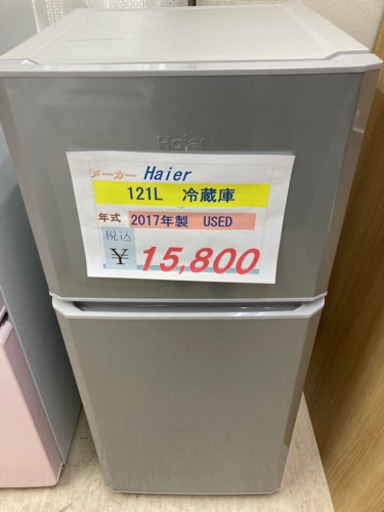 Haier
メーカー Haier
121L 冷蔵庫
年式 2017年製 USED
税込
¥ 15,800